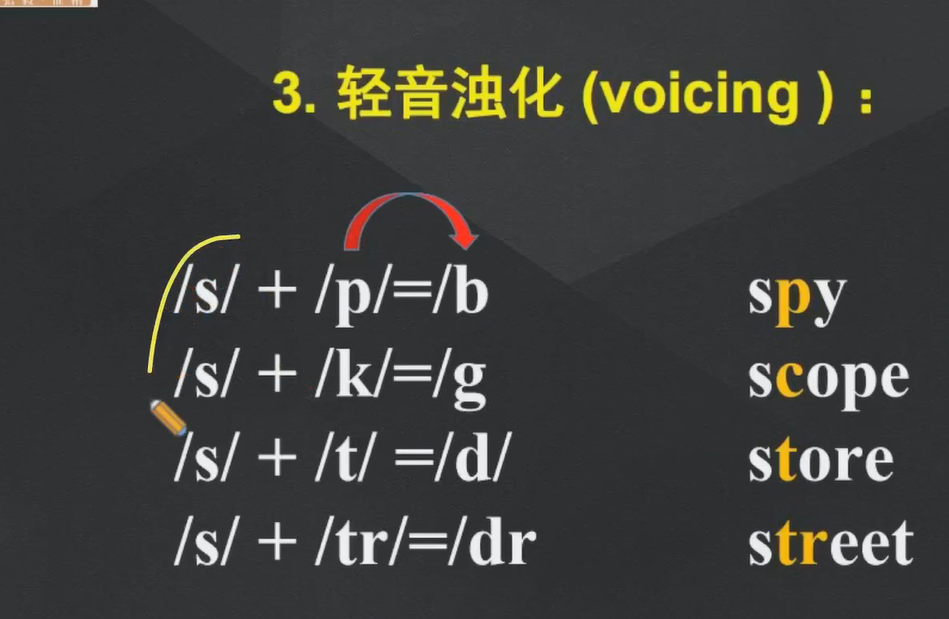 3. 轻音浊化 (voicing ) ：
/s/ + /p/=/b spy
/s/ + /k/=/g scope
/s/ + /t/ =/d/ store
/s/ + /tr/=/dr street